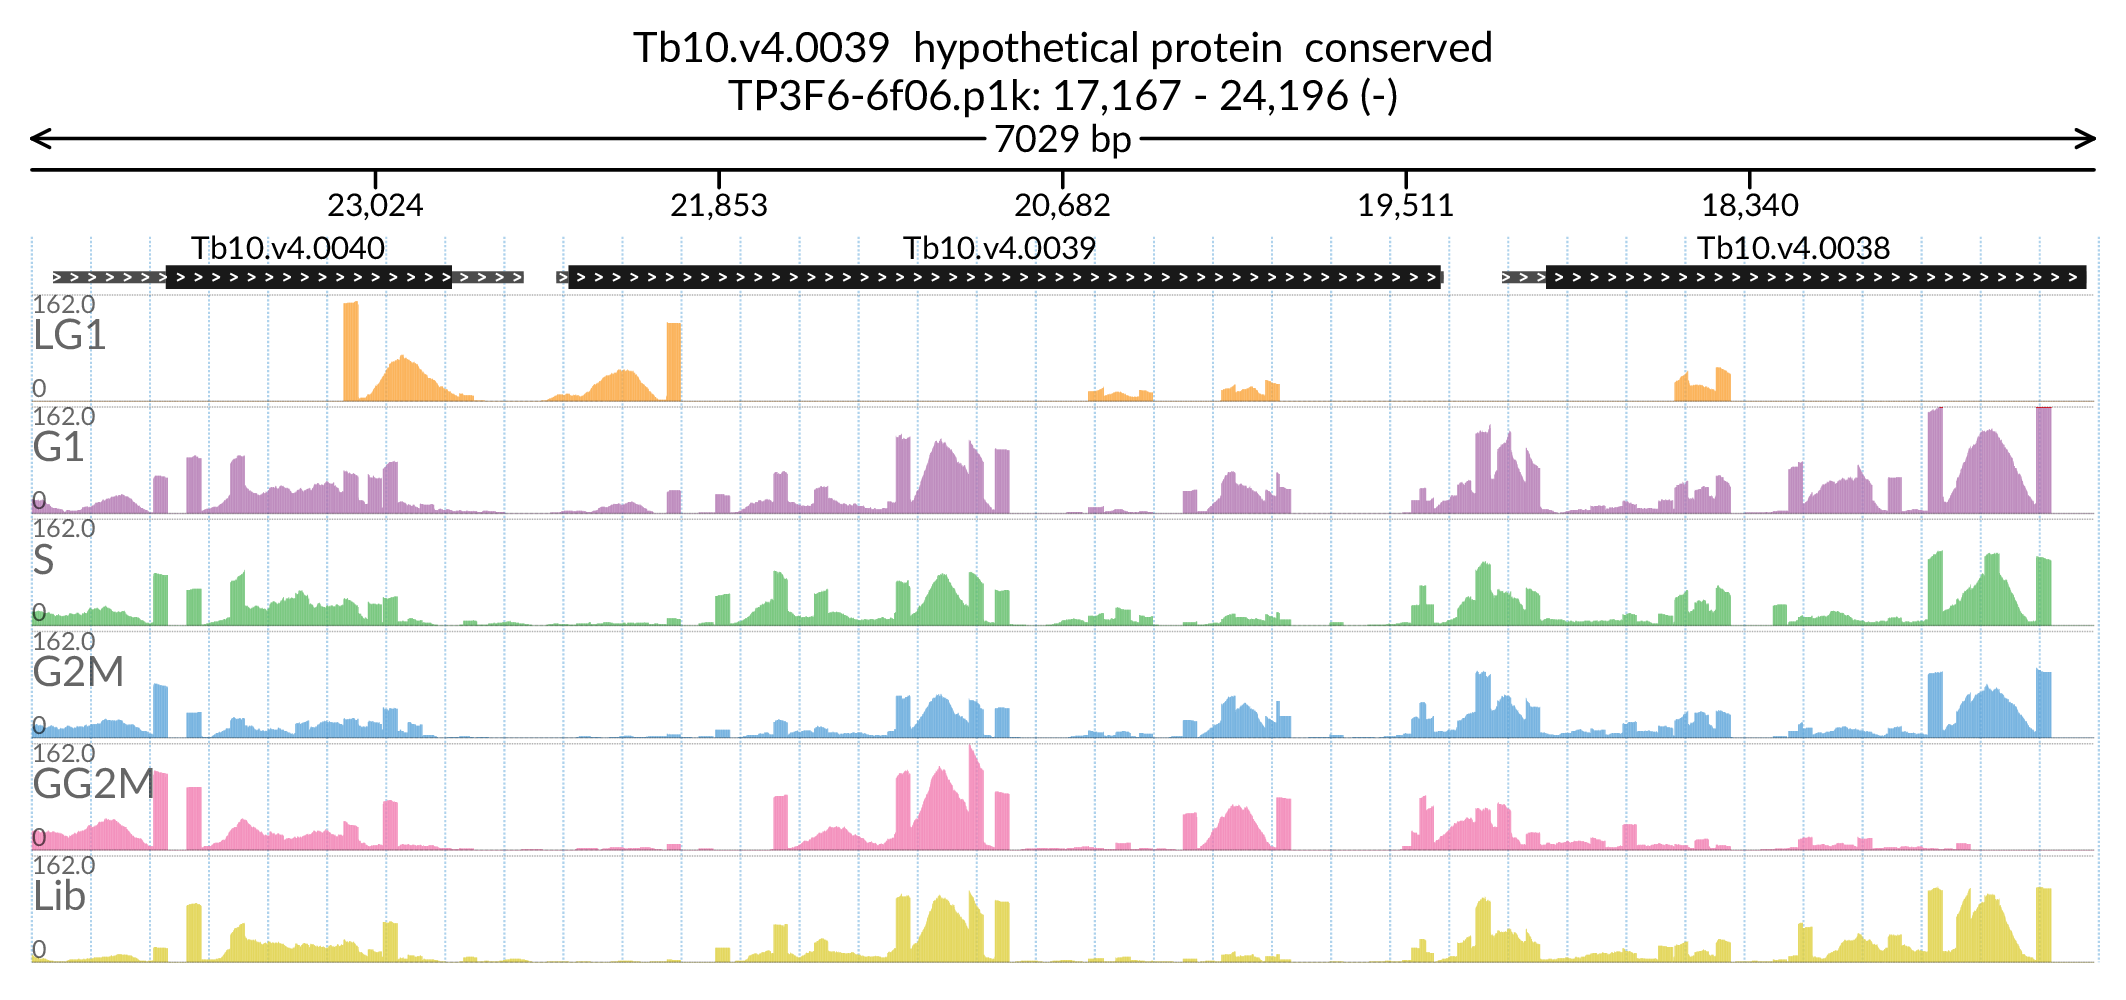 Tb10.v4.0039 hypothetical protein conserved
TP3F6-6f06.p1k: 17,167 - 24,196 (-)
7029 bp
23,024 21,853 20,682 19,511 18,340
Tb10.v4.0040 Tb10.v4.0039 Tb10.v4.0038
162.0
LG1
0
162.0
G1
0
162.0
S
0
162.0
G2M
0
162.0
GG2M
0
162.0
Lib
0